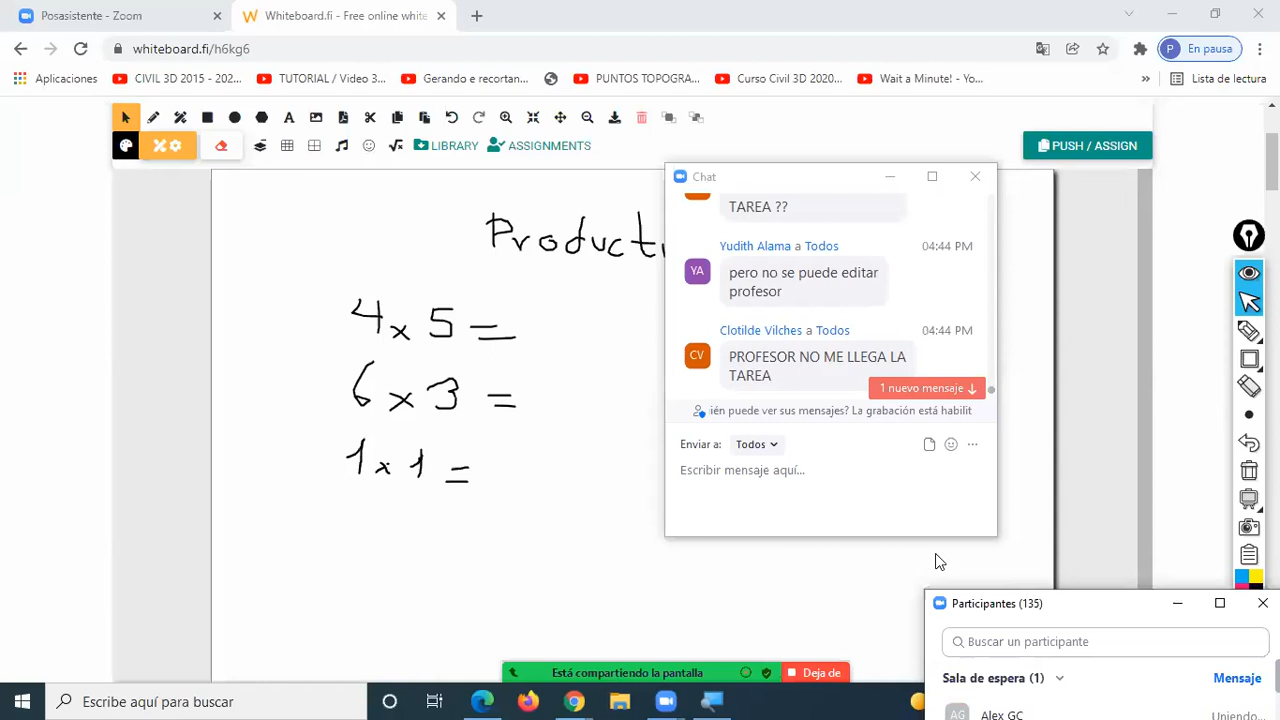 Posasistente - Zoom
Whiteboard.fi - Free online white
whiteboard.fi/h6kg6
En pausa
Aplicaciones
CIVIL 3D 2015 - 202...
TUTORIAL / Video 3...
Gerando e recortan...
PUNTOS TOPOGRA...
Curso Civil 3D 2020...
Wait a Minute! - Yo...
»
Lista de lectura
LIBRARY
ASSIGNMENTS
PUSH / ASSIGN
Product
4 x 5 =
6 x 3 =
1 x 1 =
Chat
TAREA ??
Yudith Alama a Todos
04:44 PM
YA
pero no se puede editar
profesor
Clotilde Vilches a Todos
04:44 PM
CV
PROFESOR NO ME LLEGA LA
TAREA
1 nuevo mensaje ↓
ién puede ver sus mensajes? La grabación está habilit
Enviar a:
Todos
Escribir mensaje aquí...
Participantes (135)
Buscar un participante
Sala de espera (1)
Mensaje
AG
Alex GC
Uniendo...
Está compartiendo la pantalla
Deja de
Escribe aquí para buscar